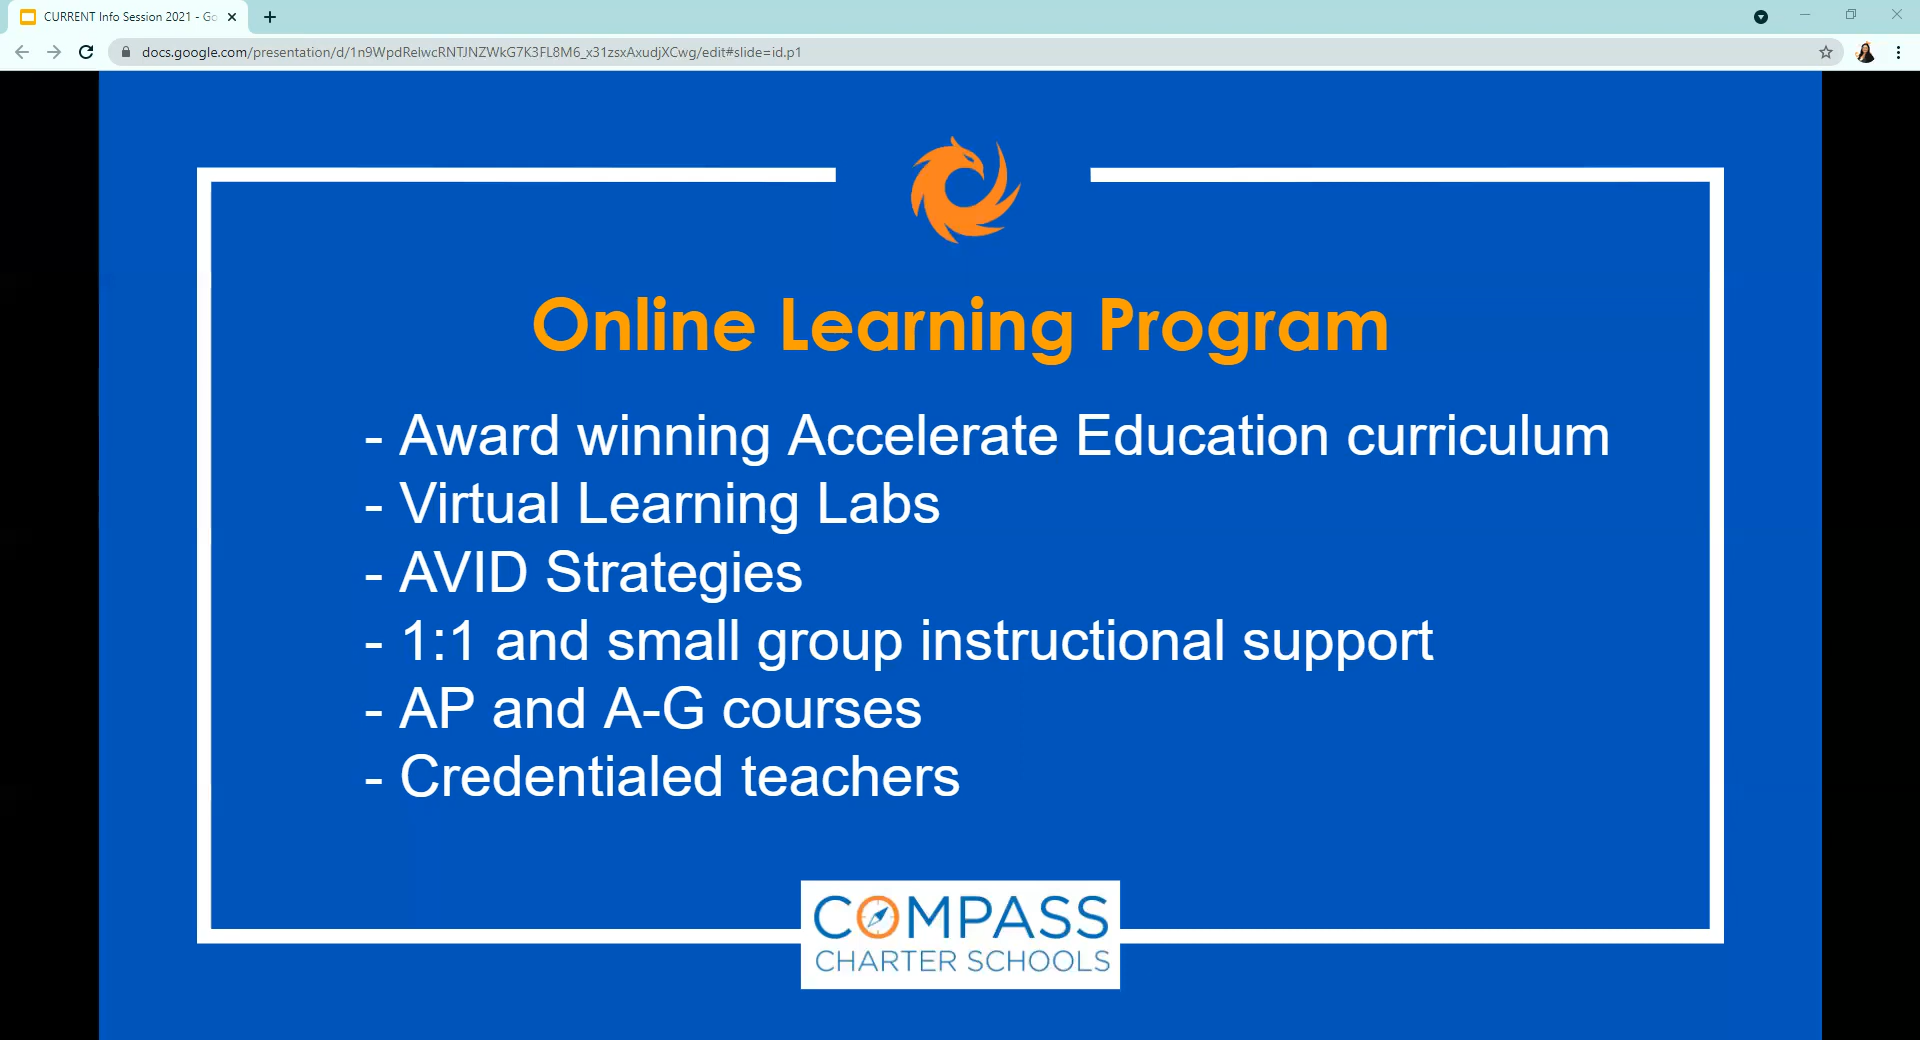 CURRENT Info Session 2021 - Go
docs.google.com/presentation/d/1n9WpdRelwcRNTJNZWkG7K3FL8M6_x31zsxAxudjXCwg/edit#slide=id.p1
Online Learning Program
- Award winning Accelerate Education curriculum
- Virtual Learning Labs
- AVID Strategies
- 1:1 and small group instructional support
- AP and A-G courses
- Credentialed teachers
COMPASS
CHARTER SCHOOLS